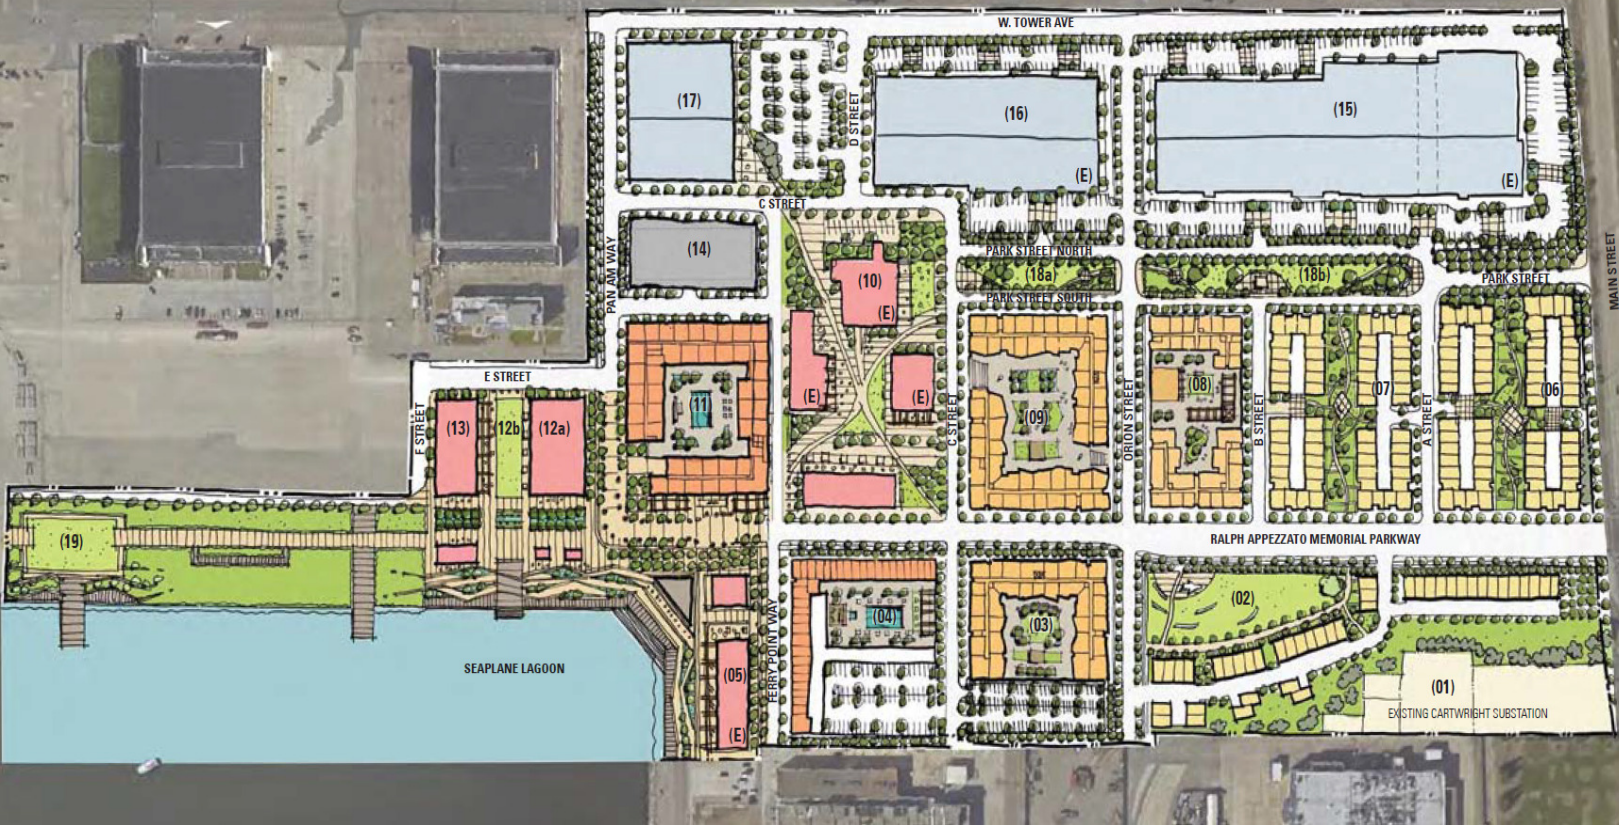 W. TOWER AVE
(17)
(16)
(15)
D STREET
(E)
(E)
C STREET
PAN AM WAY
(14)
PARK STREET NORTH
(10)
(18a)
(18b)
PARK STREET
MAIN STREET
PARK STREET SOUTH
(E)
E STREET
F STREET
(13)
12b
(12a)
(11)
(E)
(E)
C STREET
(09)
ORION STREET
(08)
B STREET
(07)
A STREET
(06)
RALPH APPEZZATO MEMORIAL PARKWAY
(19)
(02)
(04)
(03)
FERRY POINT WAY
SEAPLANE LAGOON
(05)
(E)
(01)
EXISTING CARTWRIGHT SUBSTATION